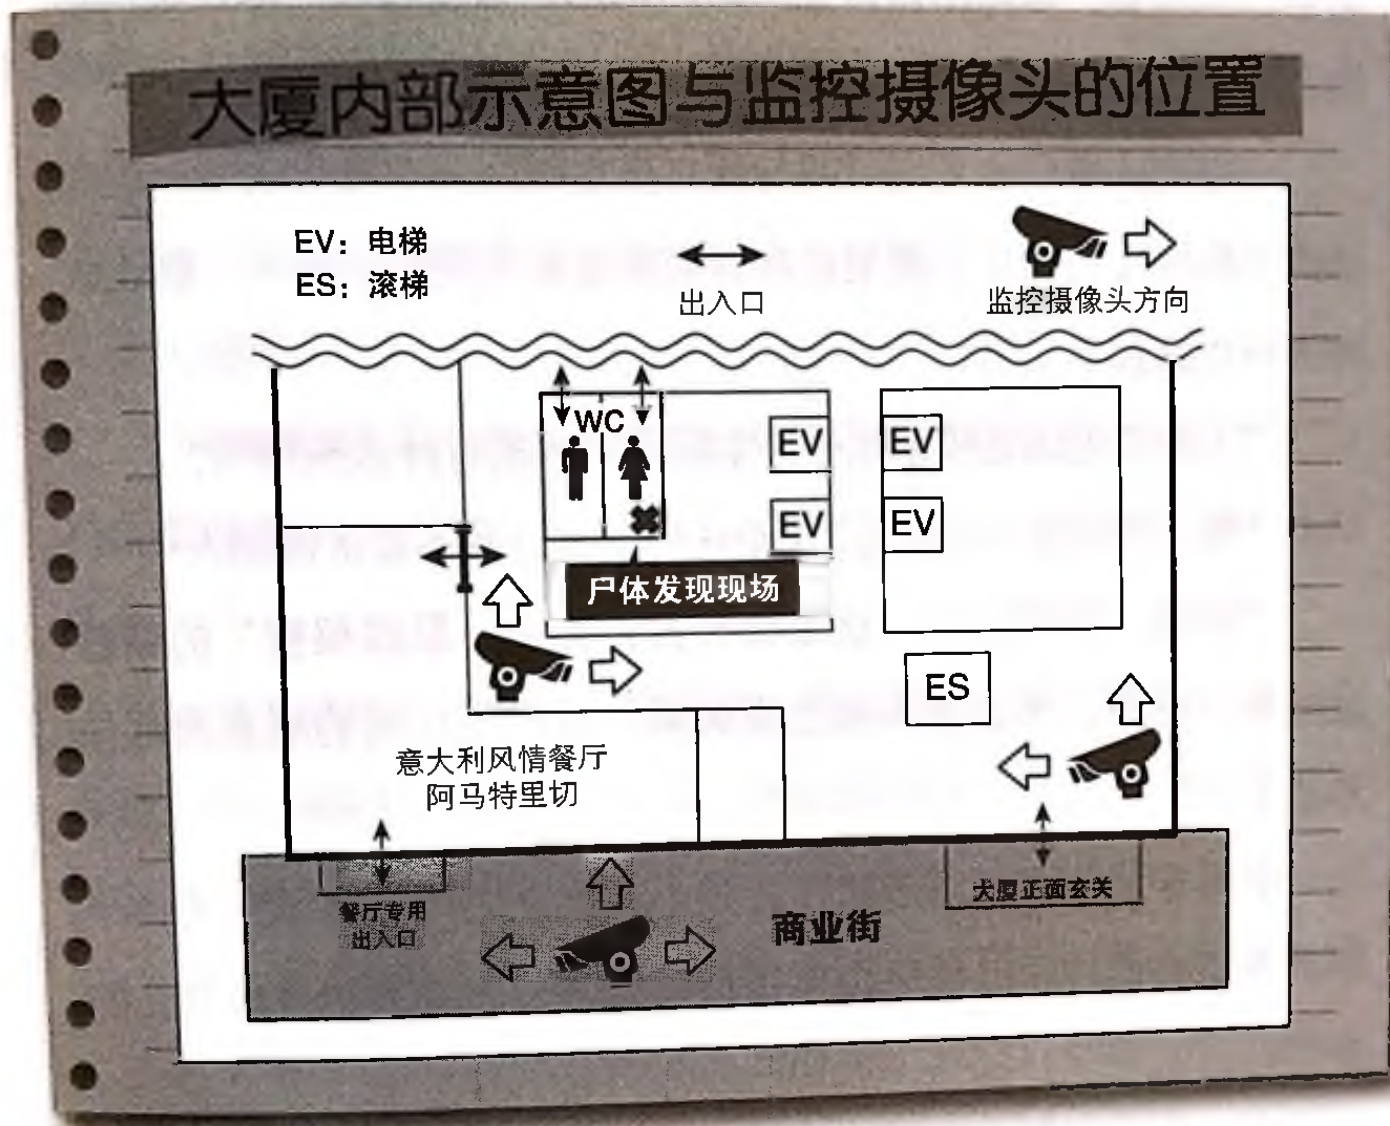 大厦内部示意图与监控摄像头的位置
EV：电梯
ES：滚梯
出入口
监控摄像头方向
WC
EV
EV
EV
EV
尸体发现现场
ES
意大利风情餐厅
阿马特里切
餐厅专用
出入口
大厦正面玄关
商业街